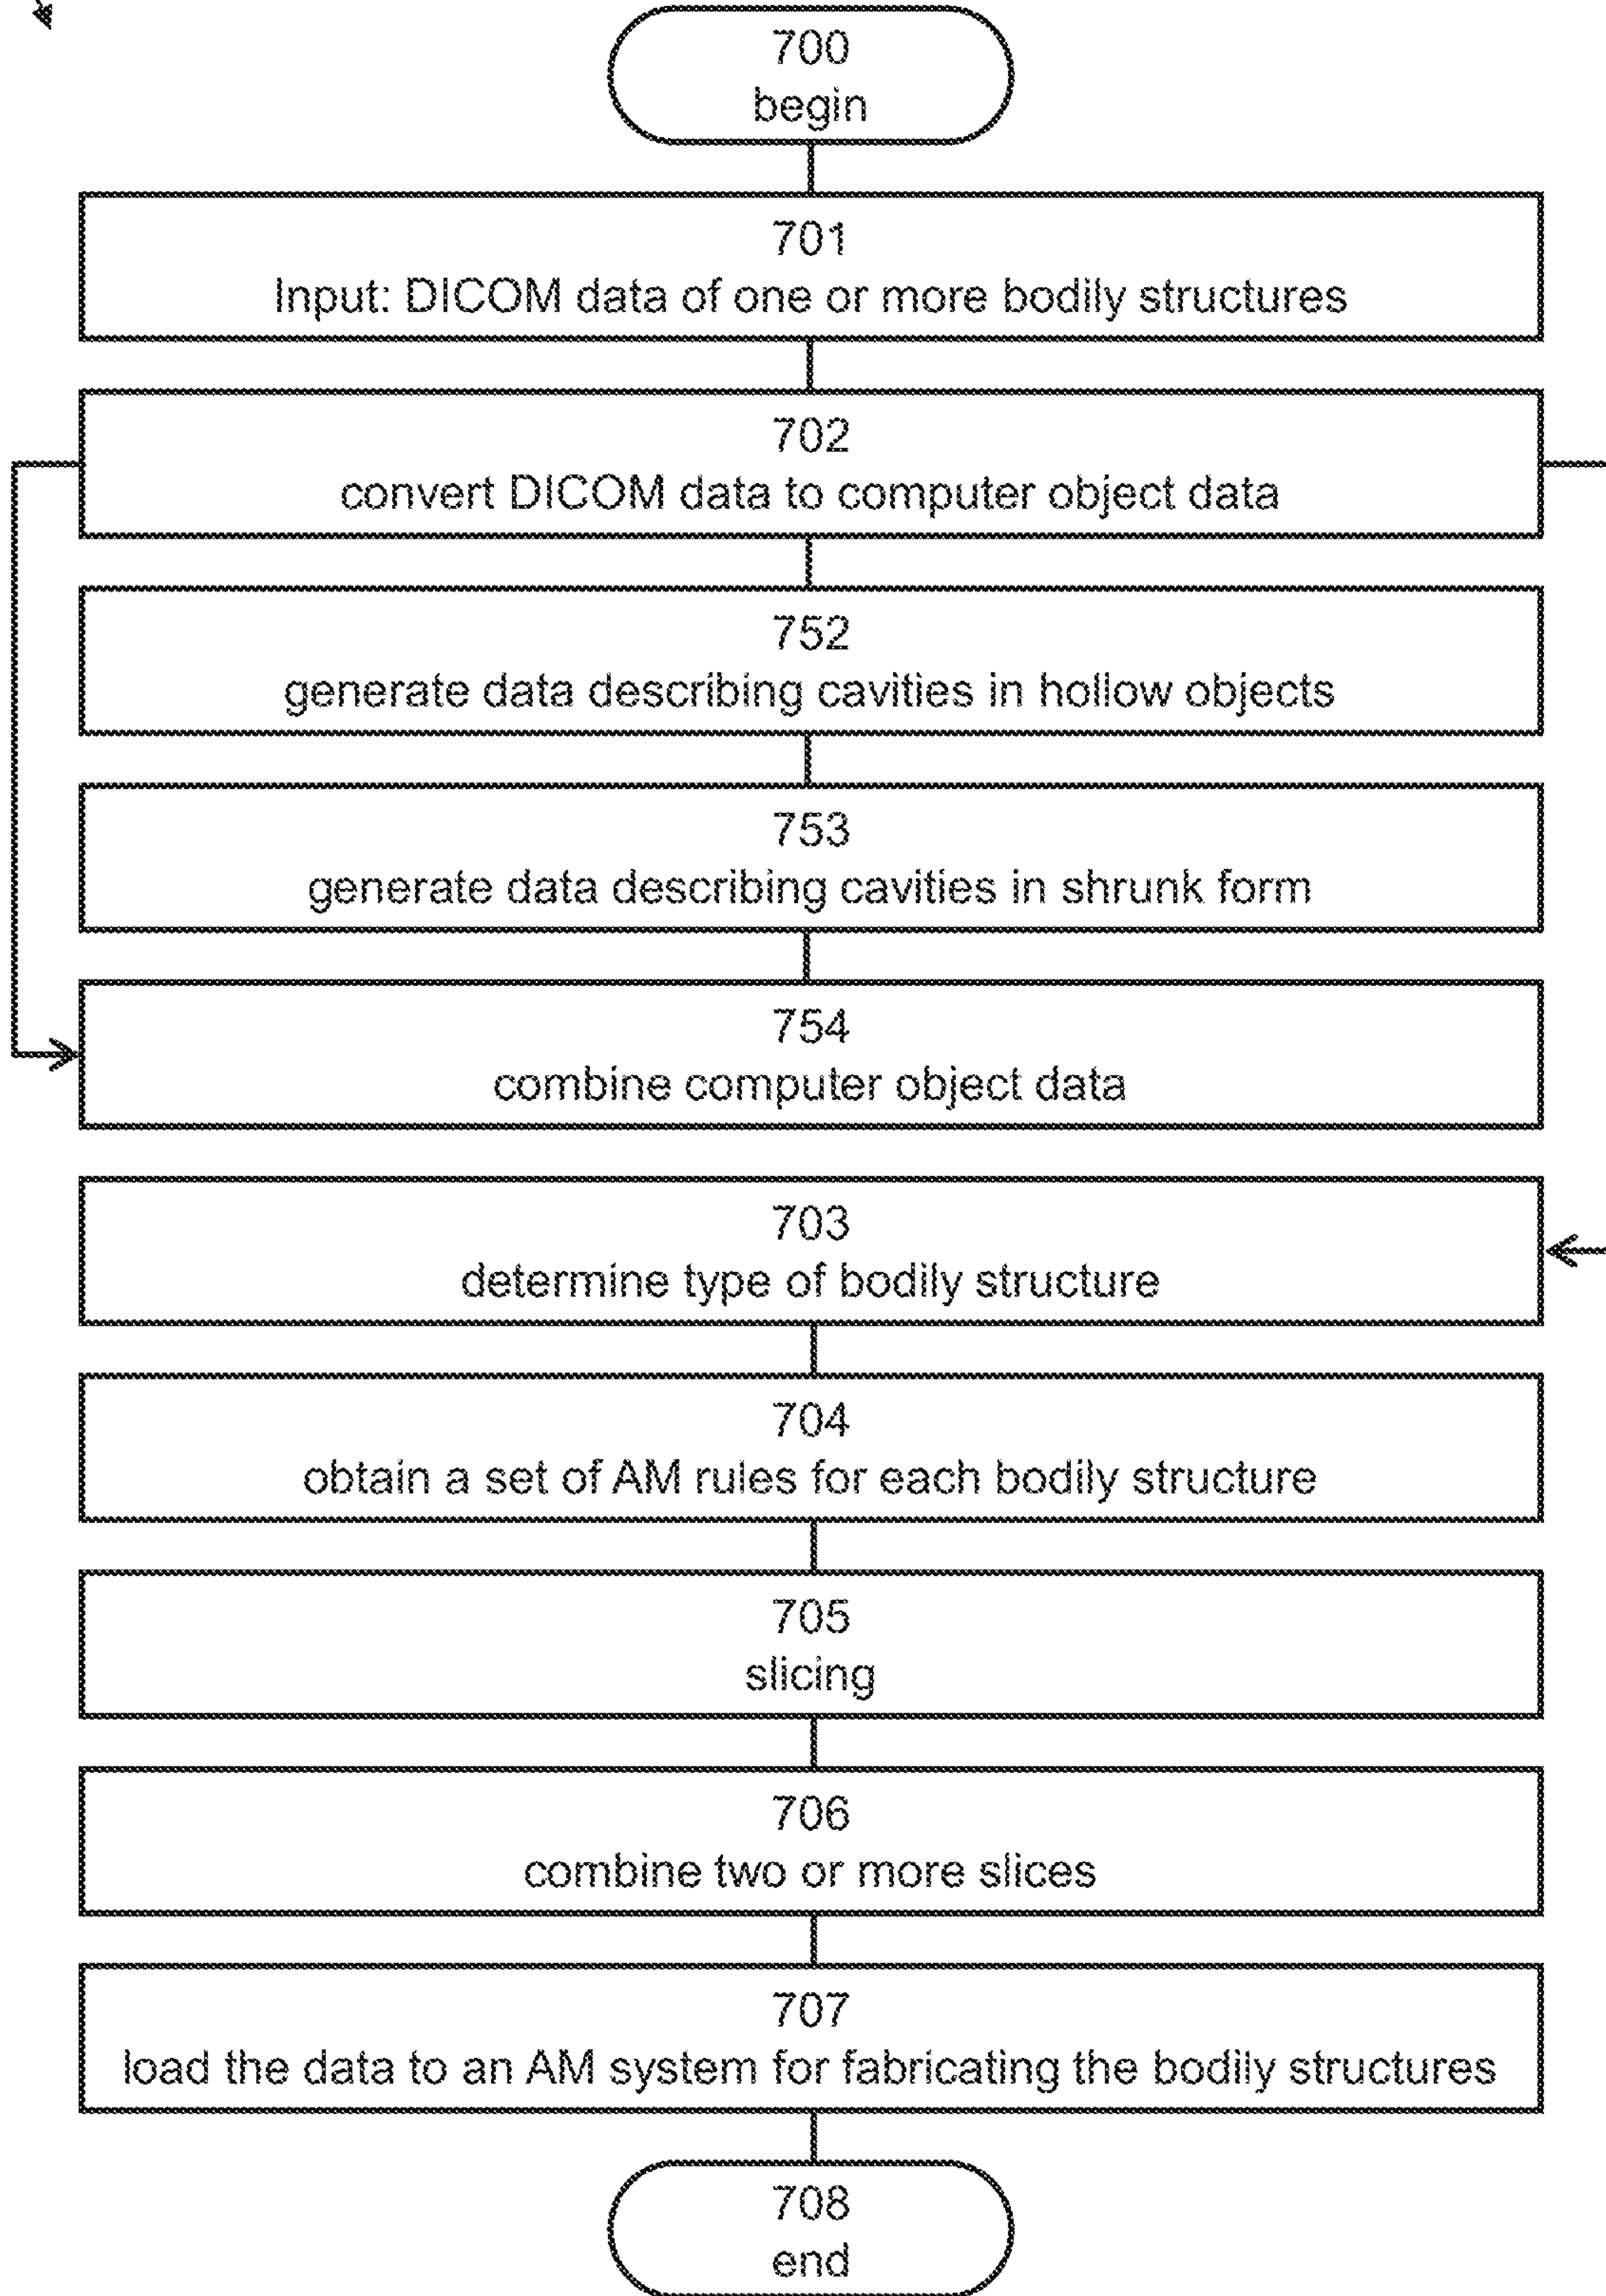 700
begin
701
Input: DICOM data of one or more bodily structures
702
convert DICOM data to computer object data
752
generate data describing cavities in hollow objects
753
generate data describing cavities in shrunk form
754
combine computer object data
703
determine type of bodily structure
704
obtain a set of AM rules for each bodily structure
705
slicing
706
combine two or more slices
707
load the data to an AM system for fabricating the bodily structures
708
end